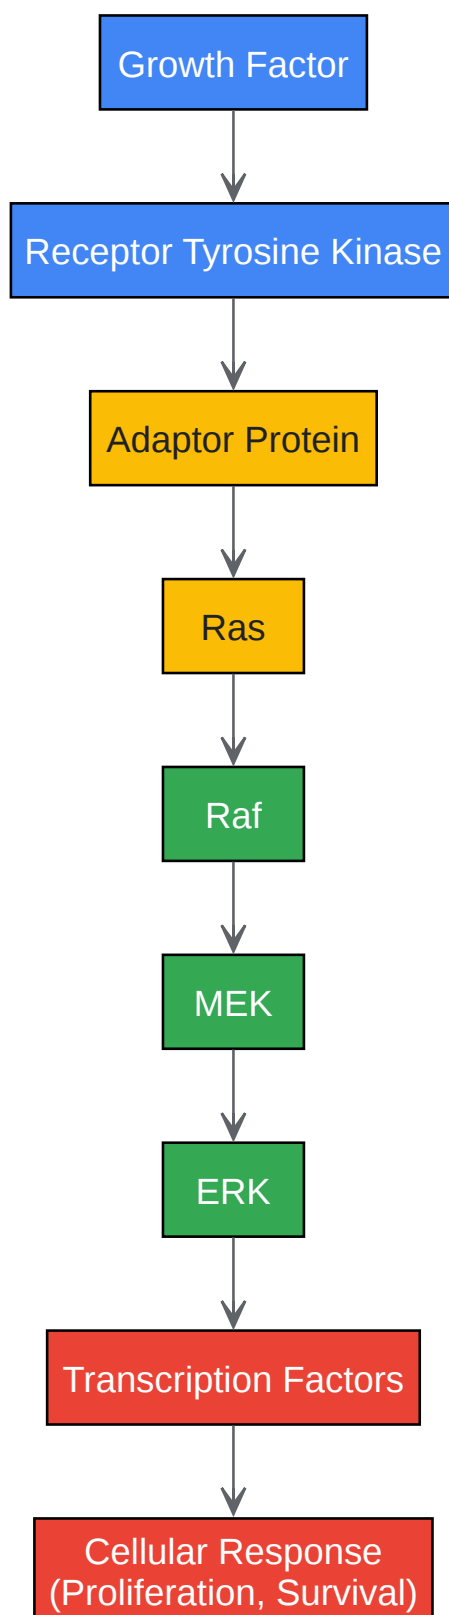 Growth Factor
Receptor Tyrosine Kinase
Adaptor Protein
Ras
Raf
MEK
ERK
Transcription Factors
Cellular Response
(Proliferation, Survival)